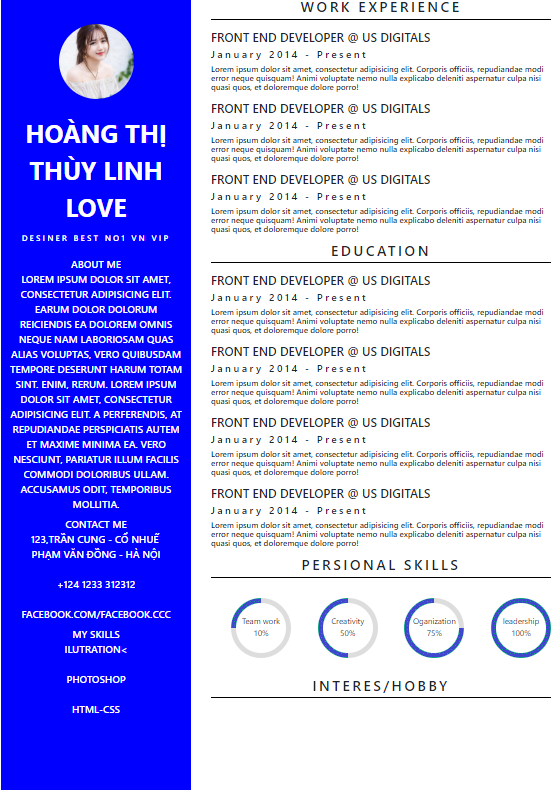 HOÀNG THỊ
THÙY LINH
LOVE
DESINER BEST NO1 VN VIP
ABOUT ME
LOREM IPSUM DOLOR SIT AMET,
CONSECTETUR ADIPISICING ELIT.
EARUM DOLOR DOLORUM
REICIENDIS EA DOLOREM OMNIS
NEQUE NAM LABORIOSAM QUAS
ALIAS VOLUPTAS, VERO QUIBUSDAM
TEMPORE DESERUNT HARUM TOTAM
SINT. ENIM, RERUM. LOREM IPSUM
DOLOR SIT AMET, CONSECTETUR
ADIPISICING ELIT. A PERFERENDIS, AT
REPUDIANDAE PERSPICIATIS AUTEM
ET MAXIME MINIMA EA. VERO
NESCIUNT, PARIATUR ILLUM FACILIS
COMMODI DOLORIBUS ULLAM.
ACCUSAMUS ODIT, TEMPORIBUS
MOLLITIA.
CONTACT ME
123,TRẦN CUNG - CỔ NHUẾ
PHẠM VĂN ĐỒNG - HÀ NỘI
+124 1233 312312
FACEBOOK.COM/FACEBOOK.CCC
MY SKILLS
ILUTRATION<
PHOTOSHOP
HTML-CSS
WORK EXPERIENCE
FRONT END DEVELOPER @ US DIGITALS
January 2014 - Present
Lorem ipsum dolor sit amet, consectetur adipisicing elit. Corporis officiis, repudiandae modi
error neque quisquam! Animi voluptate nemo nulla explicabo deleniti aspernatur culpa nisi
quasi quos, et doloremque dolore porro!
FRONT END DEVELOPER @ US DIGITALS
January 2014 - Present
Lorem ipsum dolor sit amet, consectetur adipisicing elit. Corporis officiis, repudiandae modi
error neque quisquam! Animi voluptate nemo nulla explicabo deleniti aspernatur culpa nisi
quasi quos, et doloremque dolore porro!
FRONT END DEVELOPER @ US DIGITALS
January 2014 - Present
Lorem ipsum dolor sit amet, consectetur adipisicing elit. Corporis officiis, repudiandae modi
error neque quisquam! Animi voluptate nemo nulla explicabo deleniti aspernatur culpa nisi
quasi quos, et doloremque dolore porro!
EDUCATION
FRONT END DEVELOPER @ US DIGITALS
January 2014 - Present
Lorem ipsum dolor sit amet, consectetur adipisicing elit. Corporis officiis, repudiandae modi
error neque quisquam! Animi voluptate nemo nulla explicabo deleniti aspernatur culpa nisi
quasi quos, et doloremque dolore porro!
FRONT END DEVELOPER @ US DIGITALS
January 2014 - Present
Lorem ipsum dolor sit amet, consectetur adipisicing elit. Corporis officiis, repudiandae modi
error neque quisquam! Animi voluptate nemo nulla explicabo deleniti aspernatur culpa nisi
quasi quos, et doloremque dolore porro!
FRONT END DEVELOPER @ US DIGITALS
January 2014 - Present
Lorem ipsum dolor sit amet, consectetur adipisicing elit. Corporis officiis, repudiandae modi
error neque quisquam! Animi voluptate nemo nulla explicabo deleniti aspernatur culpa nisi
quasi quos, et doloremque dolore porro!
FRONT END DEVELOPER @ US DIGITALS
January 2014 - Present
Lorem ipsum dolor sit amet, consectetur adipisicing elit. Corporis officiis, repudiandae modi
error neque quisquam! Animi voluptate nemo nulla explicabo deleniti aspernatur culpa nisi
quasi quos, et doloremque dolore porro!
PERSIONAL SKILLS
Team work
10%
Creativity
50%
Oganization
75%
leadership
100%
INTERES/HOBBY